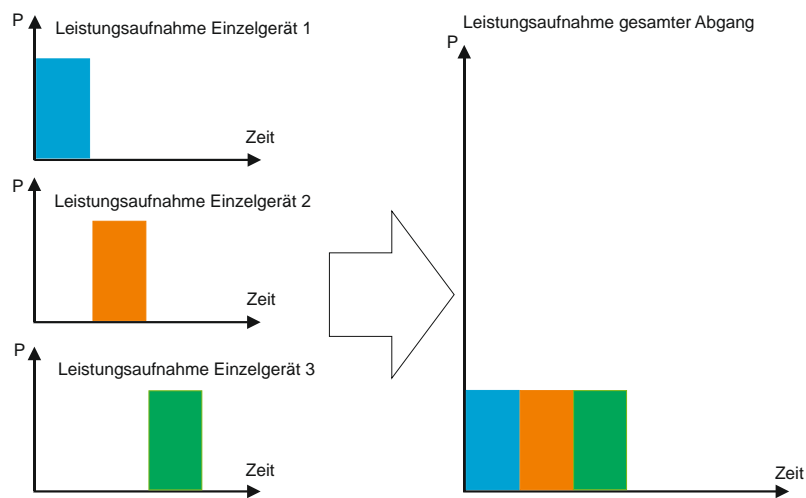 P
Leistungsaufnahme Einzelgerät 1
Zeit
P
Leistungsaufnahme Einzelgerät 2
Zeit
P
Leistungsaufnahme Einzelgerät 3
Zeit
Leistungsaufnahme gesamter Abgang
P
Zeit